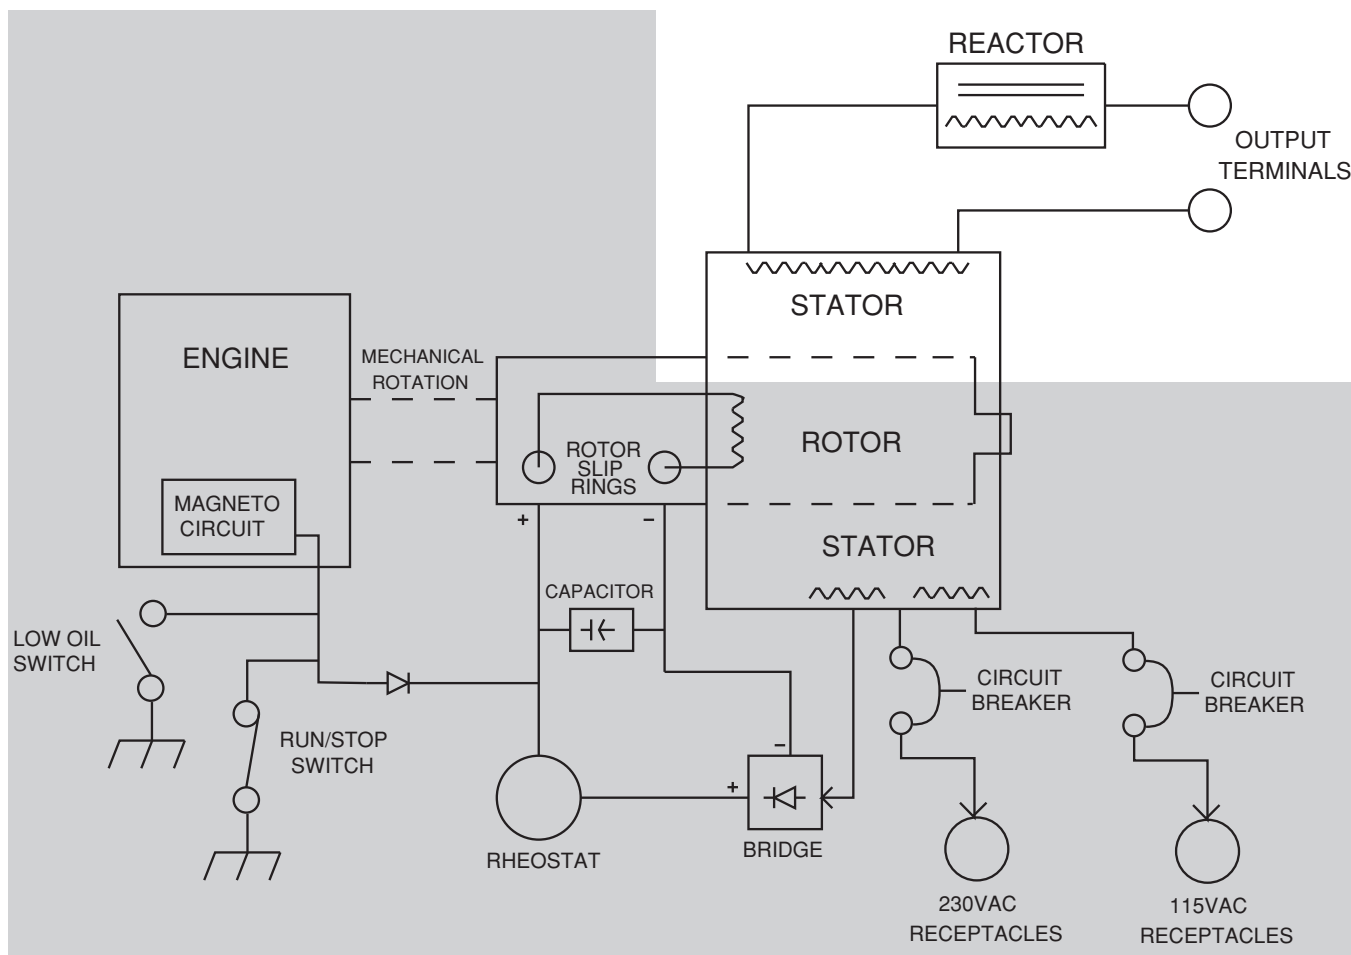 REACTOR
OUTPUT
TERMINALS
STATOR
ENGINE
MECHANICAL
ROTATION
ROTOR
SLIP
RINGS
ROTOR
MAGNETO
CIRCUIT
+
–
STATOR
CAPACITOR
LOW OIL
SWITCH
RUN/STOP
SWITCH
CIRCUIT
BREAKER
CIRCUIT
BREAKER
–
+
RHEOSTAT
BRIDGE
230VAC
RECEPTACLES
115VAC
RECEPTACLES